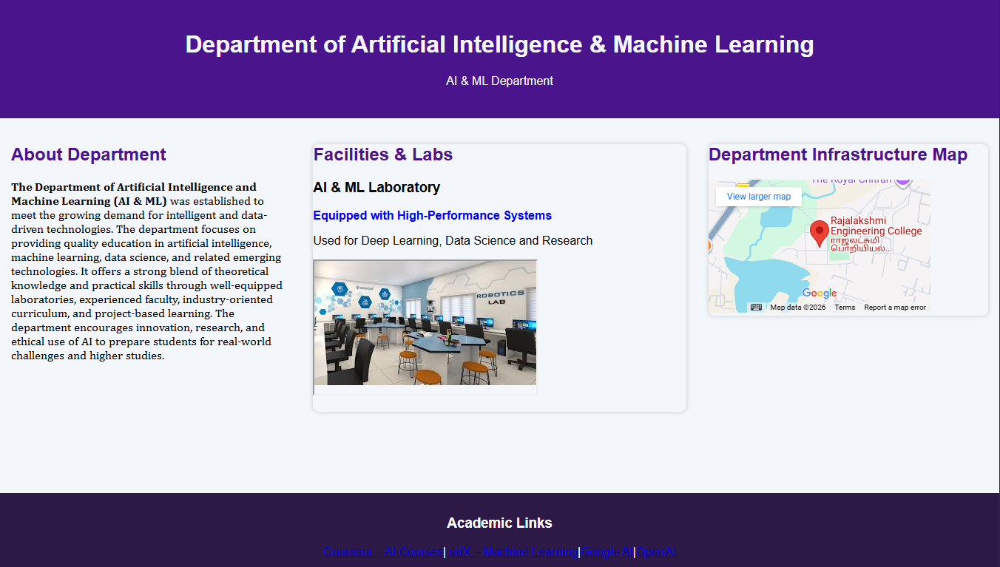 Department of Artificial Intelligence & Machine Learning
AI & ML Department
About Department
The Department of Artificial Intelligence and
Machine Learning (AI & ML) was established to
meet the growing demand for intelligent and data-
driven technologies. The department focuses on
providing quality education in artificial intelligence,
machine learning, data science, and related emerging
technologies. It offers a strong blend of theoretical
knowledge and practical skills through well-equipped
laboratories, experienced faculty, industry-oriented
curriculum, and project-based learning. The
department encourages innovation, research, and
ethical use of AI to prepare students for real-world
challenges and higher studies.
Facilities & Labs
AI & ML Laboratory
Equipped with High-Performance Systems
Used for Deep Learning, Data Science and Research
ROBOTICS
LAB
Department Infrastructure Map
The Royal Chitran
View larger map
Rajalakshmi
Engineering College
ராஜலட்சுமி
பொறியியல்...
Google
Map data ©2026 Terms Report a map error
Academic Links
Coursera – AI Courses| edX – Machine Learning|Google AI|OpenAI